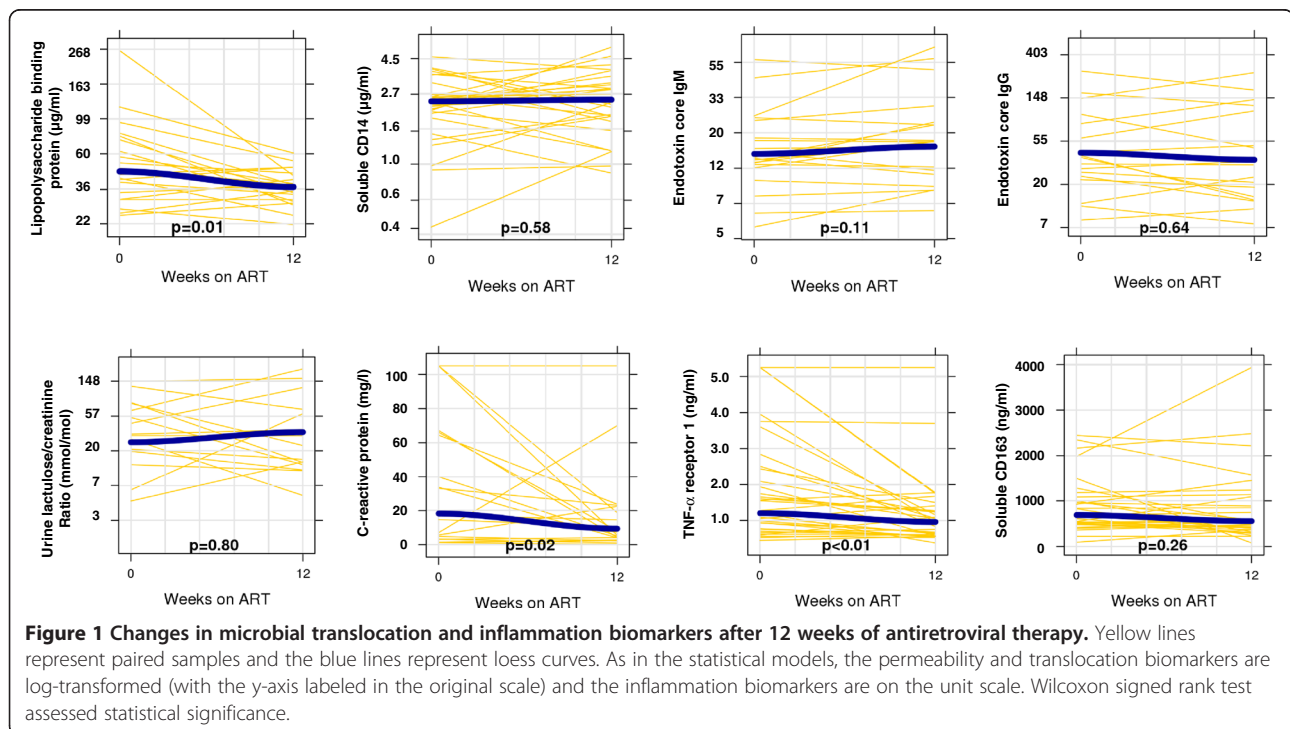 268
163
99
60
36
22
Lipopolysaccharide binding
protein (µg/ml)
p=0.01
0
12
Weeks on ART
4.5
2.7
1.6
1.0
0.6
0.4
Soluble CD14 (µg/ml)
p=0.58
0
12
Weeks on ART
55
33
20
12
7
5
Endotoxin core IgM
p=0.11
0
12
Weeks on ART
403
148
55
20
7
Endotoxin core IgG
p=0.64
0
12
Weeks on ART
148
57
20
7
3
Urine lactulose/creatinine
Ratio (mmol/mol)
p=0.80
0
12
Weeks on ART
100
80
60
40
20
0
C-reactive protein (mg/l)
p=0.02
0
12
Weeks on ART
5.0
4.0
3.0
2.0
1.0
TNF-α receptor 1 (ng/ml)
p<0.01
0
12
Weeks on ART
4000
3000
2000
1000
0
Soluble CD163 (ng/ml)
p=0.26
0
12
Weeks on ART
Figure 1 Changes in microbial translocation and inflammation biomarkers after 12 weeks of antiretroviral therapy. Yellow lines
represent paired samples and the blue lines represent loess curves. As in the statistical models, the permeability and translocation biomarkers are
log-transformed (with the y-axis labeled in the original scale) and the inflammation biomarkers are on the unit scale. Wilcoxon signed rank test
assessed statistical significance.